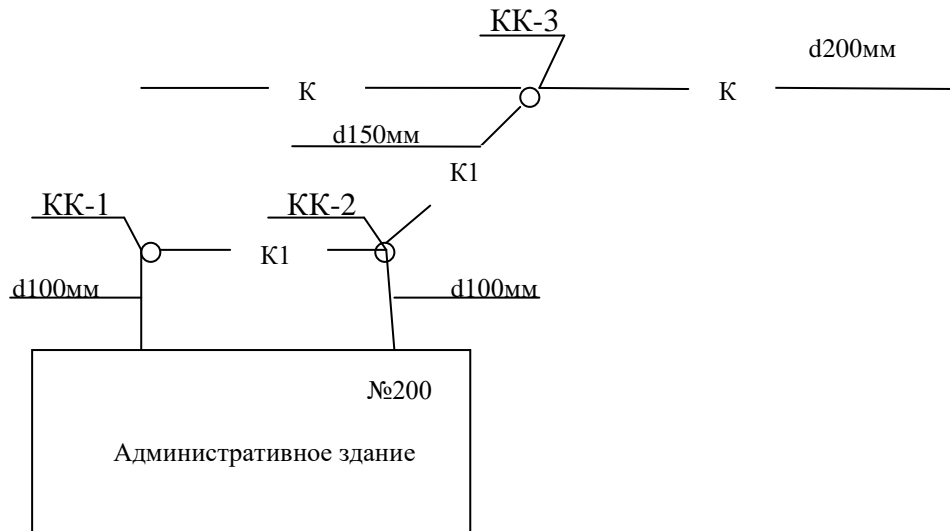 КК-3
d200мм
К
К
d150мм
К1
КК-1
КК-2
К1
d100мм
d100мм
№200
Административное здание